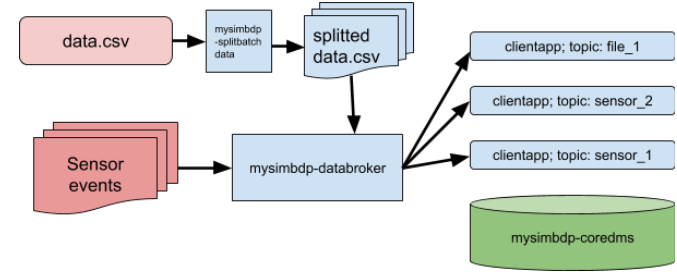 data.csv
mysimbdp
-splitbatch
data
splitted
data.csv
clientapp; topic: file_1
clientapp; topic: sensor_2
clientapp; topic: sensor_1
Sensor
events
mysimbdp-databroker
mysimbdp-coredms